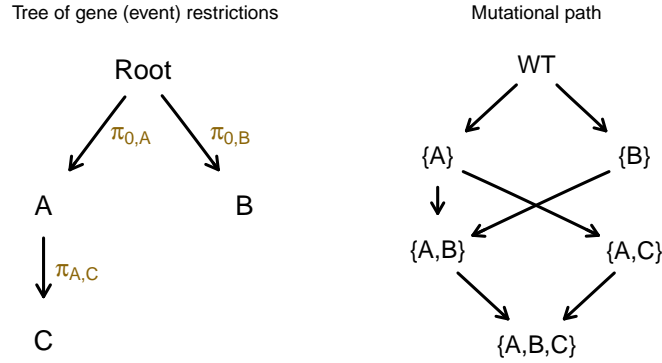 Tree of gene (event) restrictions
Mutational path
Root
WT
π0,A
π0,B
{A}
{B}
A
B
{A,B}
{A,C}
πA,C
C
{A,B,C}